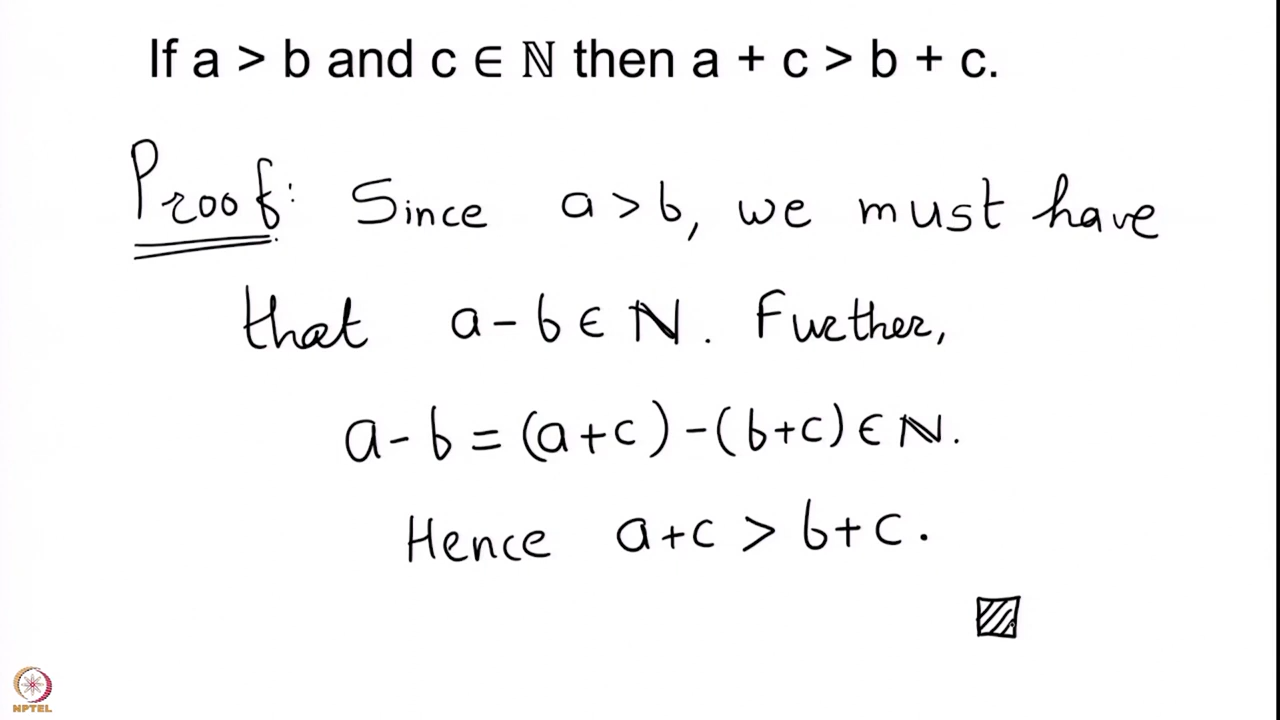 If a > b and c ∈ ℕ then a + c > b + c.
Proof: Since a > b, we must have
that a - b ∈ ℕ. Further,
a - b = (a+c) - (b+c) ∈ ℕ.
Hence a+c > b+c.
NPTEL